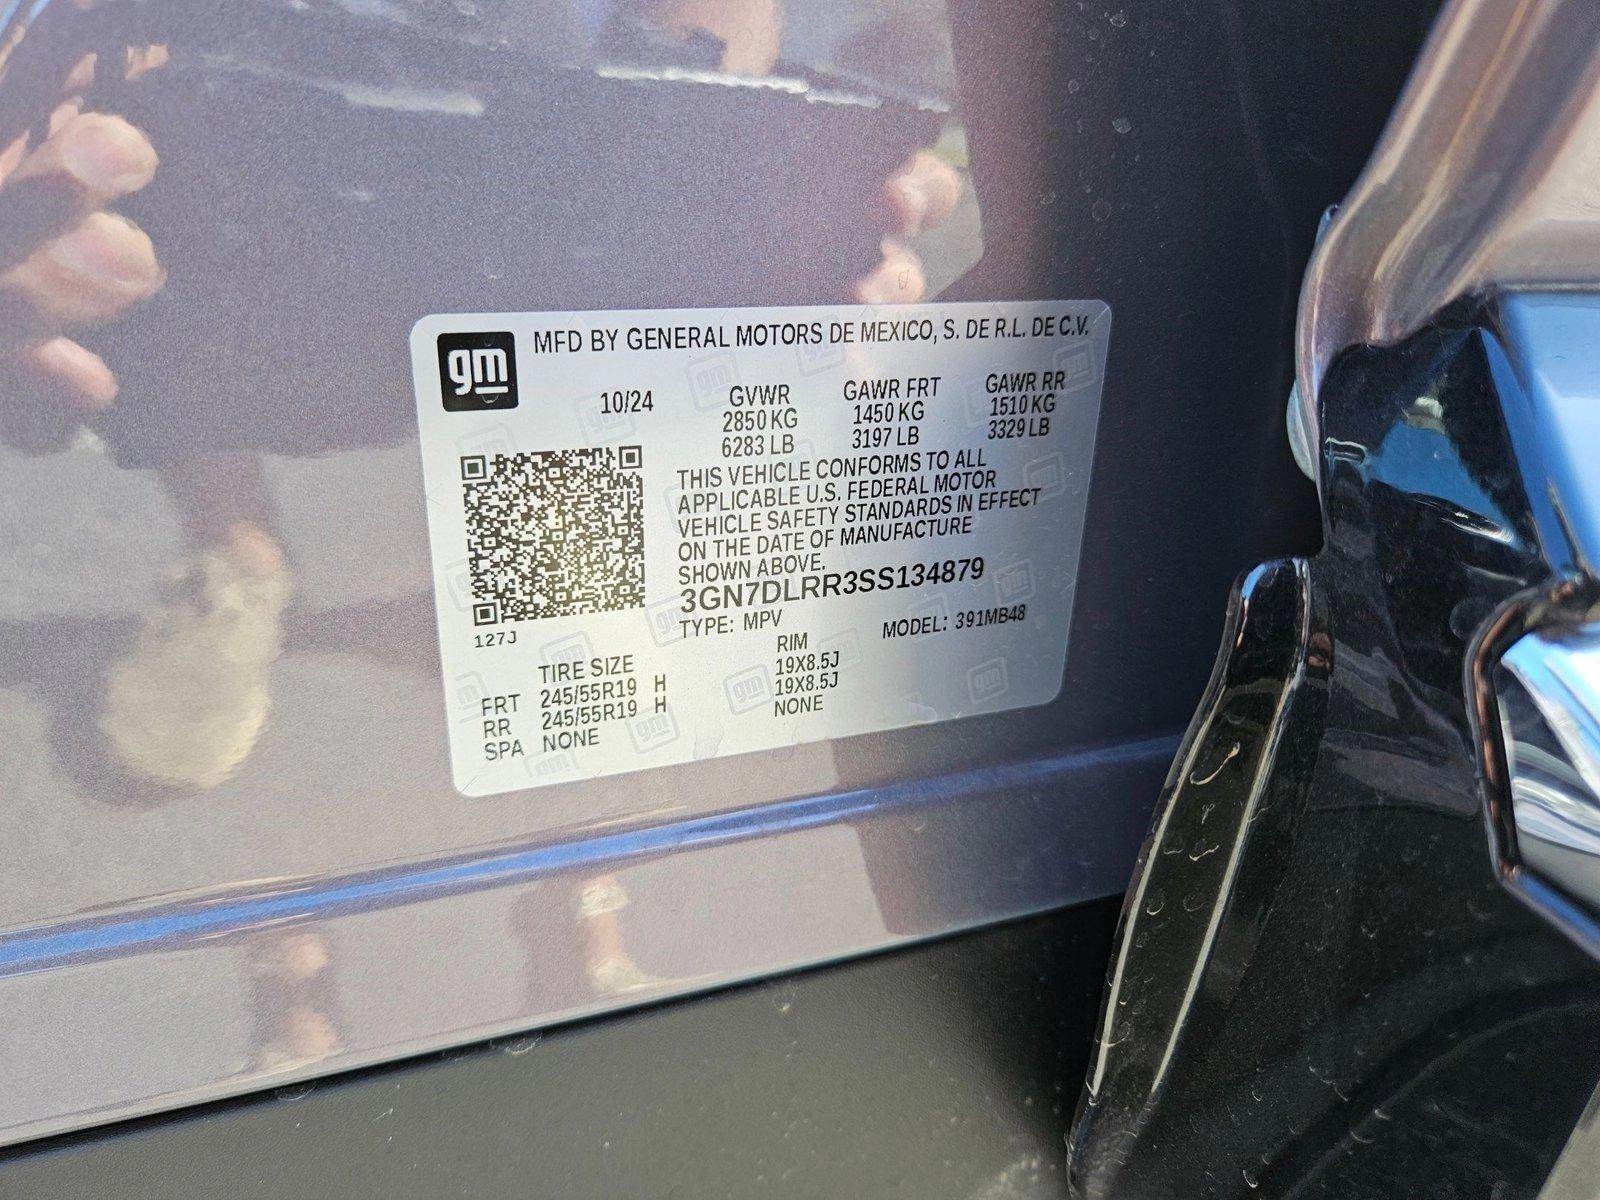 gm
MFD BY GENERAL MOTORS DE MEXICO, S. DE R.L. DE C.V.
10/24
GVWR
2850 KG
6283 LB
GAWR FRT
1450 KG
3197 LB
GAWR RR
1510 KG
3329 LB
THIS VEHICLE CONFORMS TO ALL
APPLICABLE U.S. FEDERAL MOTOR
VEHICLE SAFETY STANDARDS IN EFFECT
ON THE DATE OF MANUFACTURE
SHOWN ABOVE.
3GN7DLRR3SS134879
TYPE: MPV
MODEL: 391MB48
127J
TIRE SIZE
RIM
FRT 245/55R19 H 19X8.5J
RR 245/55R19 H 19X8.5J
SPA NONE NONE